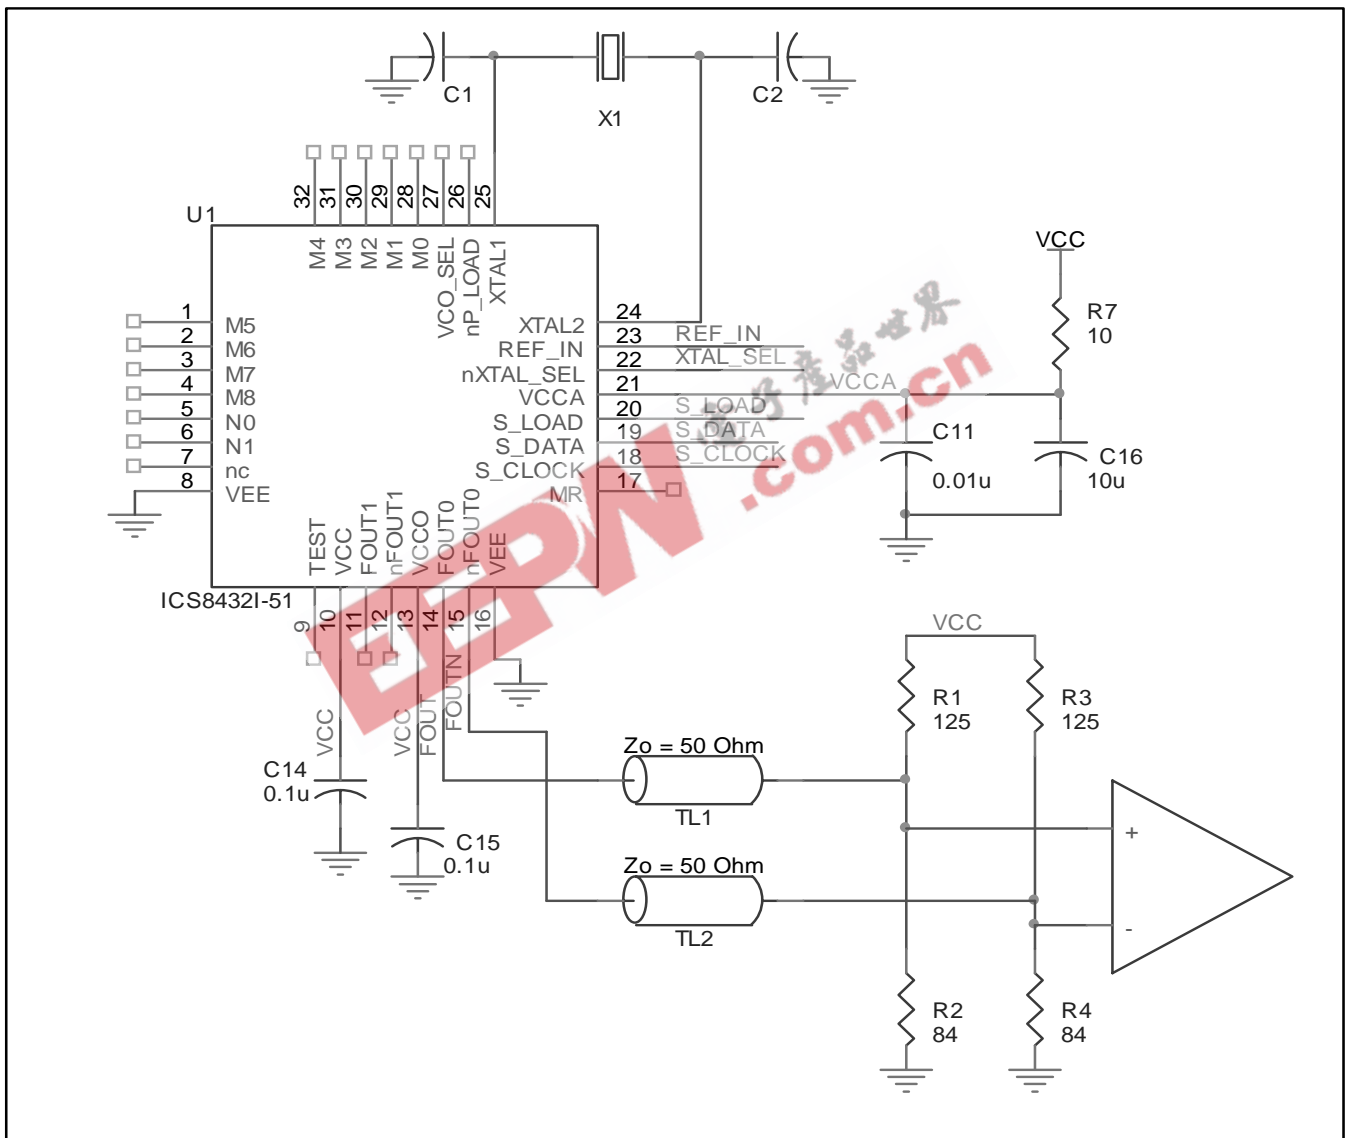 C1
X1
C2
32
31
30
29
28
27
26
25
U1
M4
M3
M2
M1
M0
VCO_SEL
nP_LOAD
XTAL1
1
2
3
4
5
6
7
8
M5
M6
M7
M8
N0
N1
nc
VEE
XTAL2
REF_IN
nXTAL_SEL
VCCA
S_LOAD
S_DATA
S_CLOCK
MR
24
23
22
21
20
19
18
17
REF_IN
XTAL_SEL
VCCA
S_LOAD
S_DATA
S_CLOCK
VCC
R7
10
C11
0.01u
C16
10u
TEST
VCC
FOUT1
nFOUT1
VCCO
FOUT0
nFOUT0
VEE
ICS8432I-51
9
10
11
12
13
14
15
16
VCC
VCC
FOUT
FOUTN
C14
0.1u
C15
0.1u
Zo = 50 Ohm
TL1
Zo = 50 Ohm
TL2
VCC
R1
125
R3
125
+
-
R2
84
R4
84
EEPW
.com.cn
电子產品世界